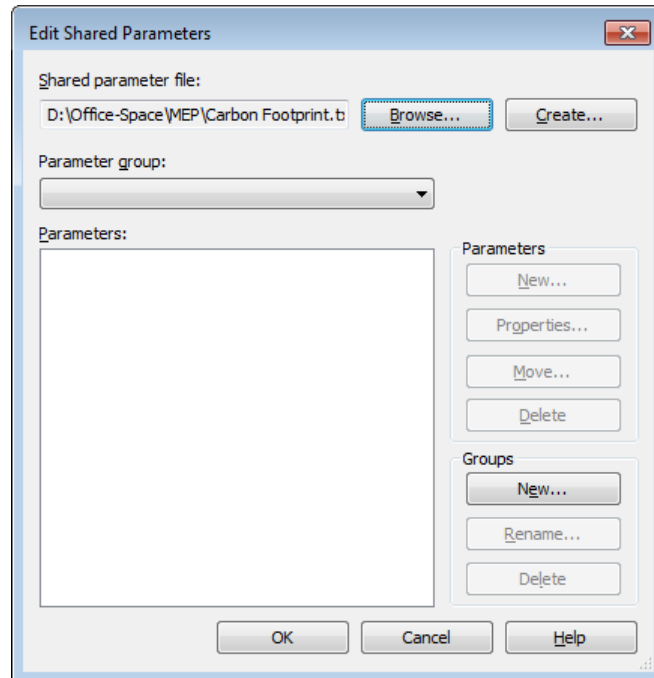 Edit Shared Parameters
Shared parameter file:
D:\Office-Space\MEP\Carbon Footprint.t
Browse...
Create...
Parameter group:
Parameters:
Parameters
New...
Properties...
Move...
Delete
Groups
New...
Rename...
Delete
OK
Cancel
Help